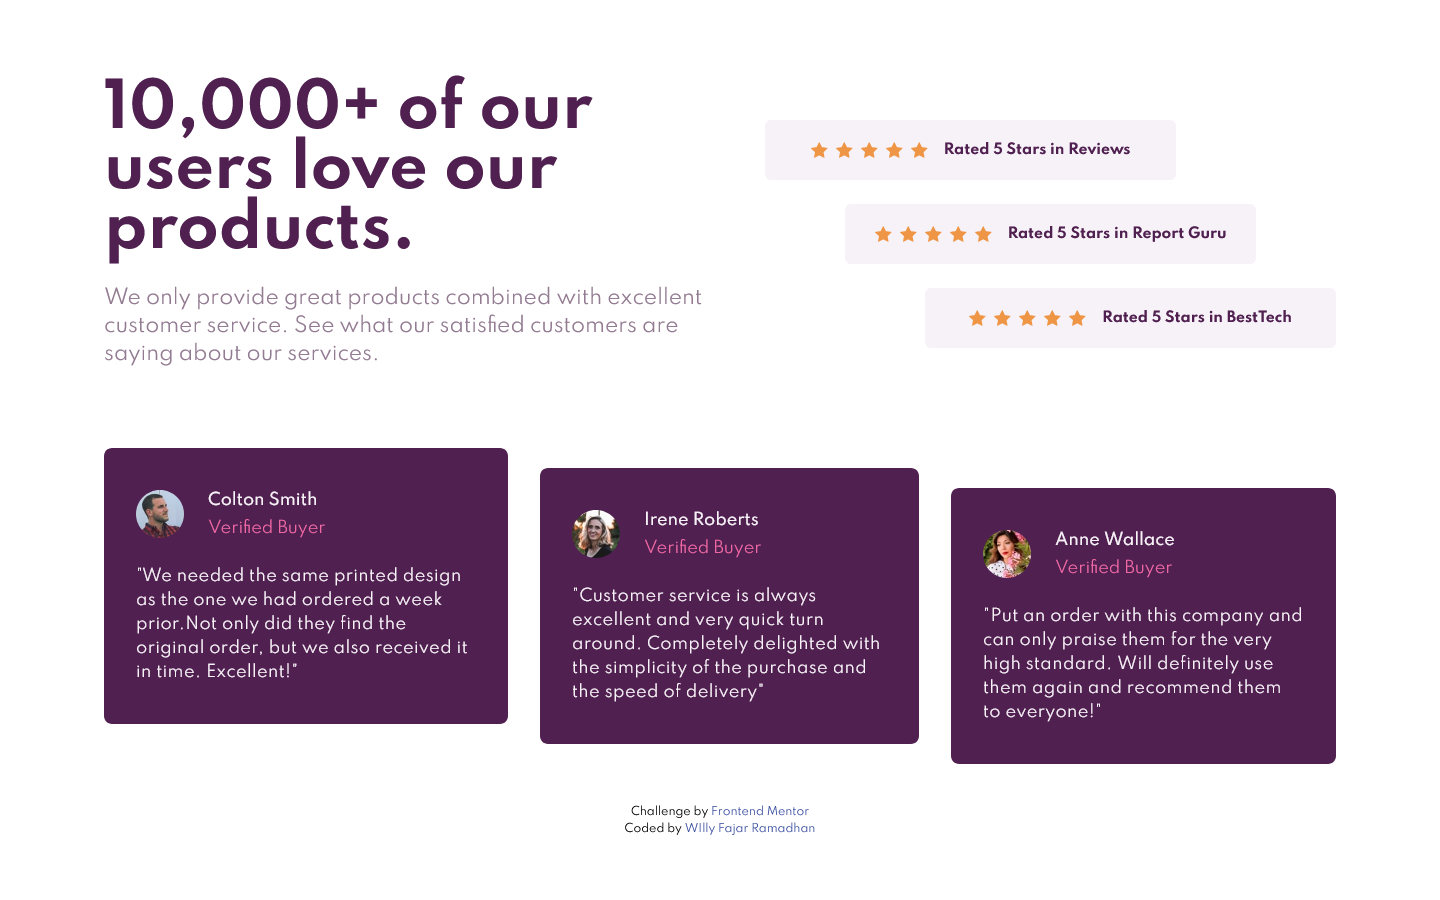 10,000+ of our
users love our
products.
We only provide great products combined with excellent
customer service. See what our satisfied customers are
saying about our services.
Rated 5 Stars in Reviews
Rated 5 Stars in Report Guru
Rated 5 Stars in BestTech
Colton Smith
Verified Buyer
"We needed the same printed design
as the one we had ordered a week
prior.Not only did they find the
original order, but we also received it
in time. Excellent!"
Irene Roberts
Verified Buyer
"Customer service is always
excellent and very quick turn
around. Completely delighted with
the simplicity of the purchase and
the speed of delivery"
Anne Wallace
Verified Buyer
"Put an order with this company and
can only praise them for the very
high standard. Will definitely use
them again and recommend them
to everyone!"
Challenge by Frontend Mentor
Coded by WIlly Fajar Ramadhan